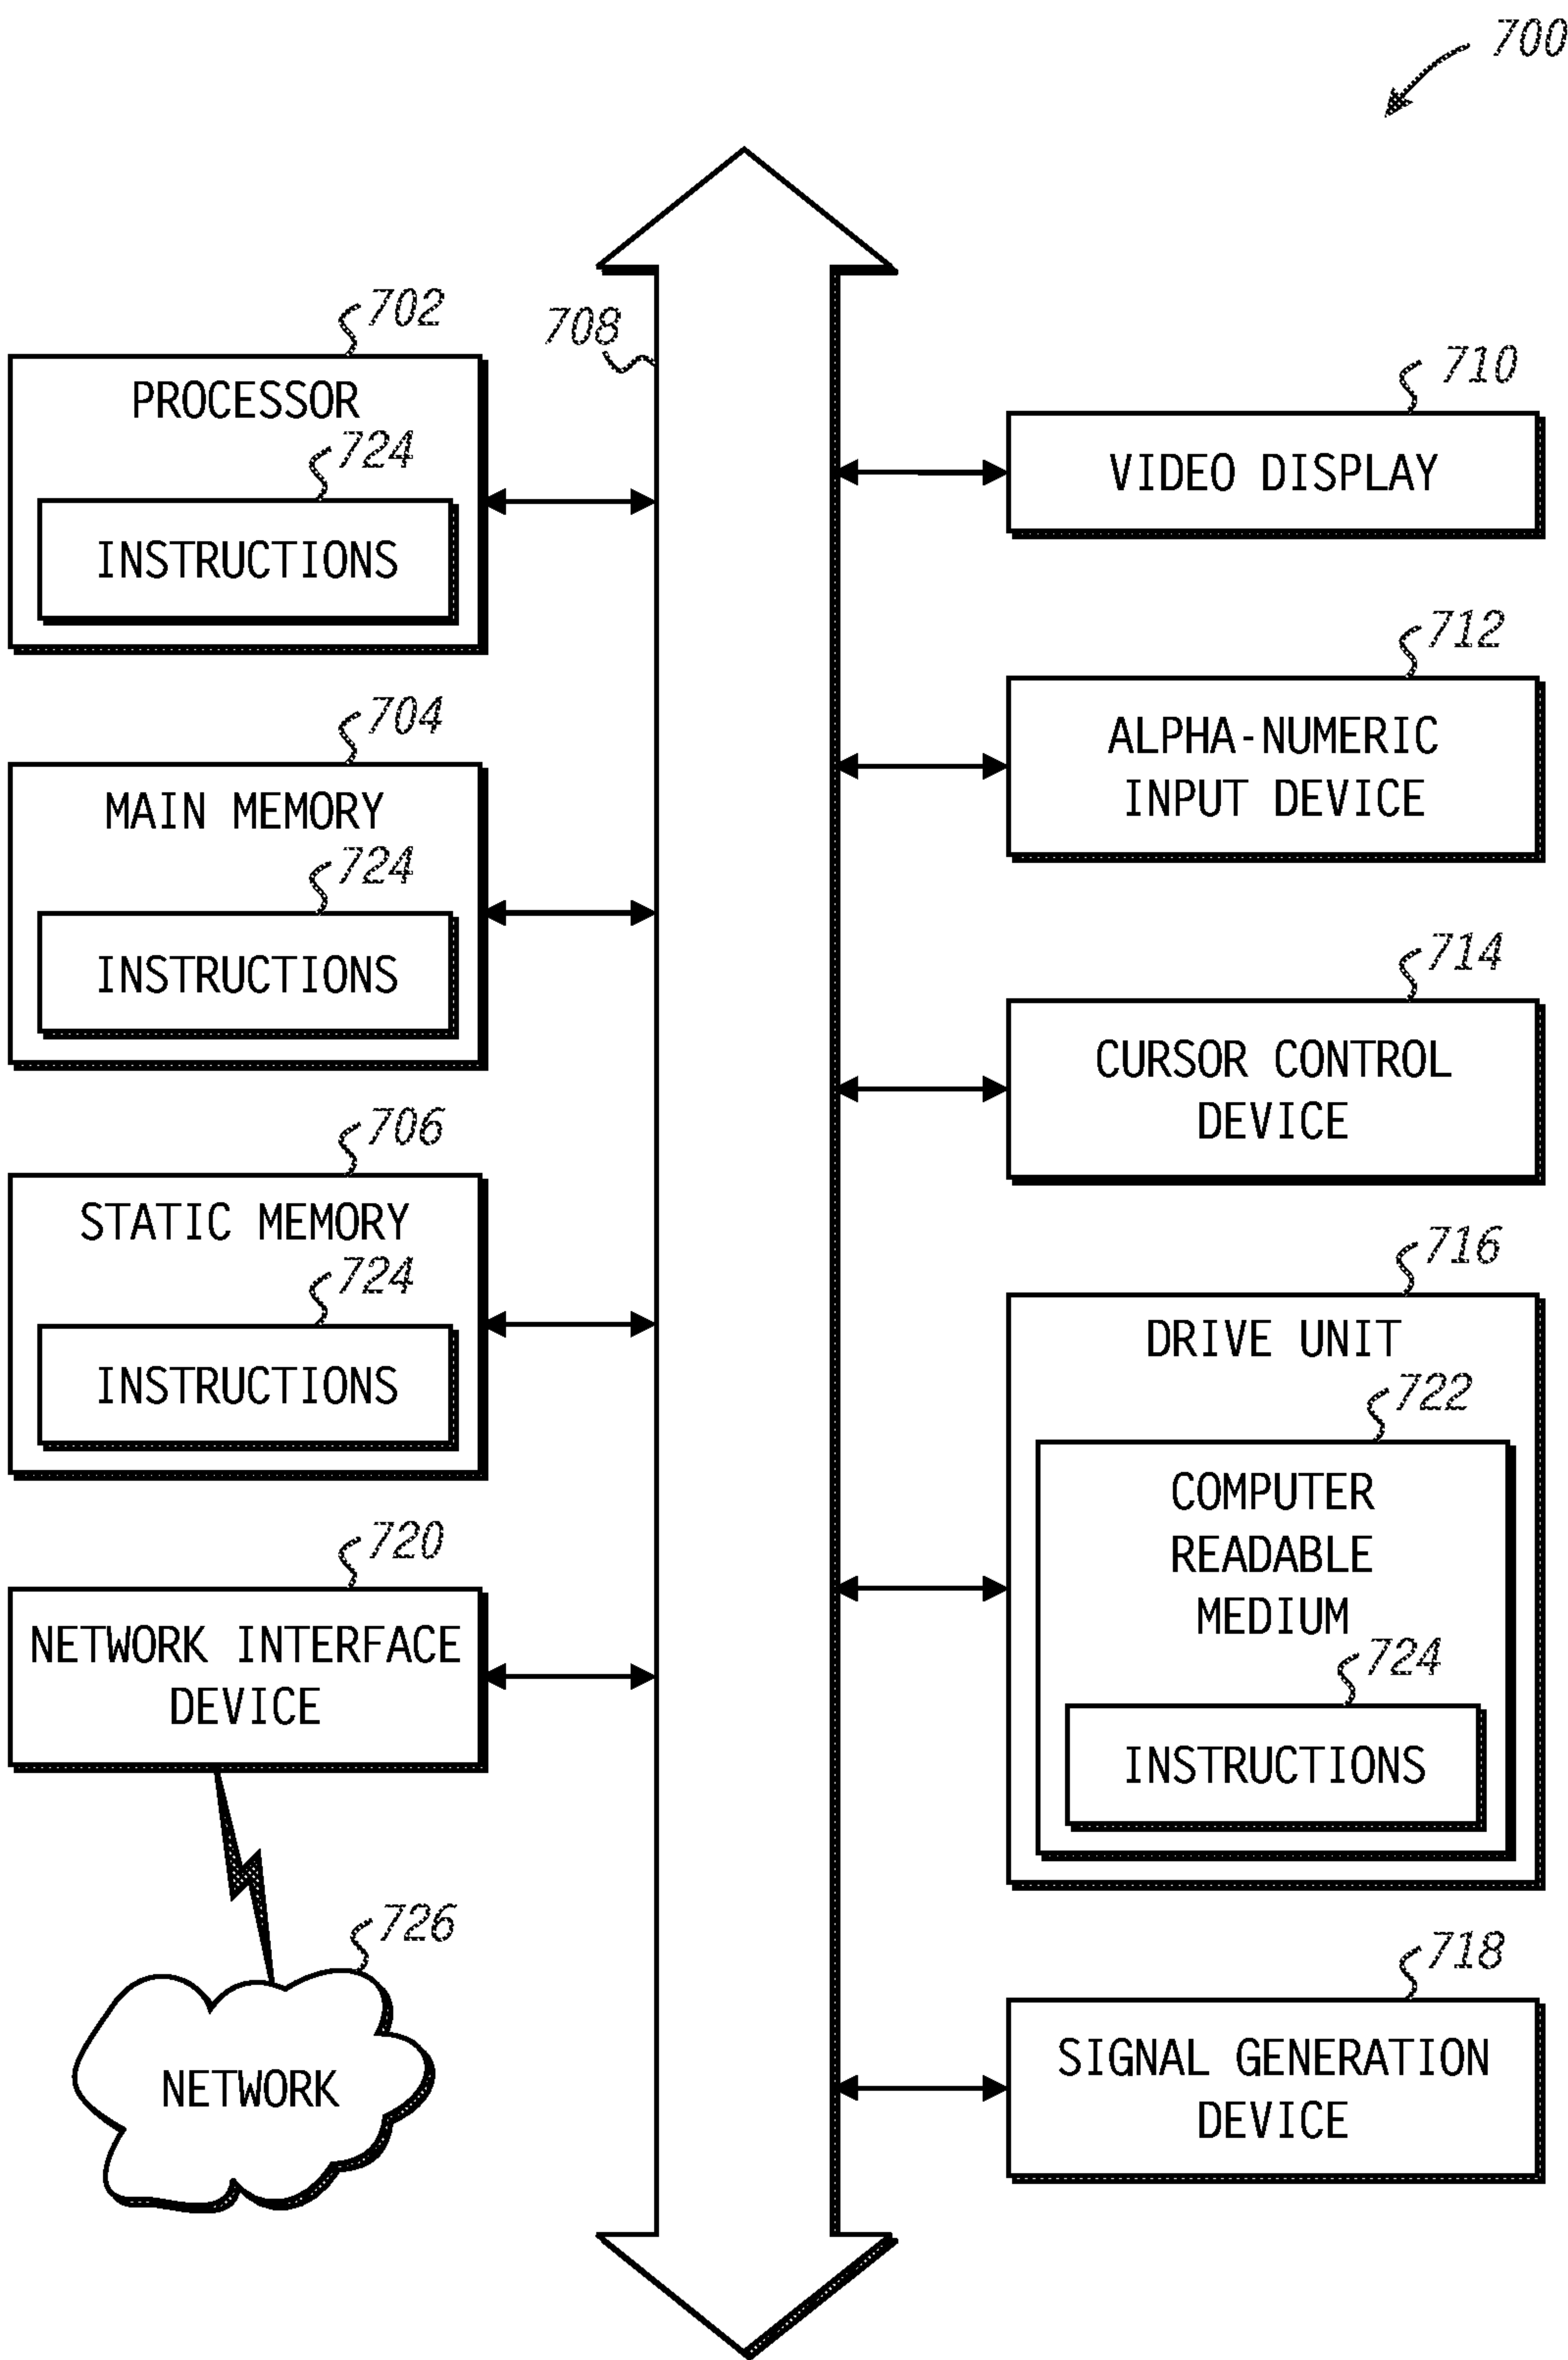 700
702
PROCESSOR
724
INSTRUCTIONS
704
MAIN MEMORY
724
INSTRUCTIONS
706
STATIC MEMORY
724
INSTRUCTIONS
720
NETWORK INTERFACE
DEVICE
726
NETWORK
708
710
VIDEO DISPLAY
712
ALPHA-NUMERIC
INPUT DEVICE
714
CURSOR CONTROL
DEVICE
716
DRIVE UNIT
722
COMPUTER
READABLE
MEDIUM
724
INSTRUCTIONS
718
SIGNAL GENERATION
DEVICE